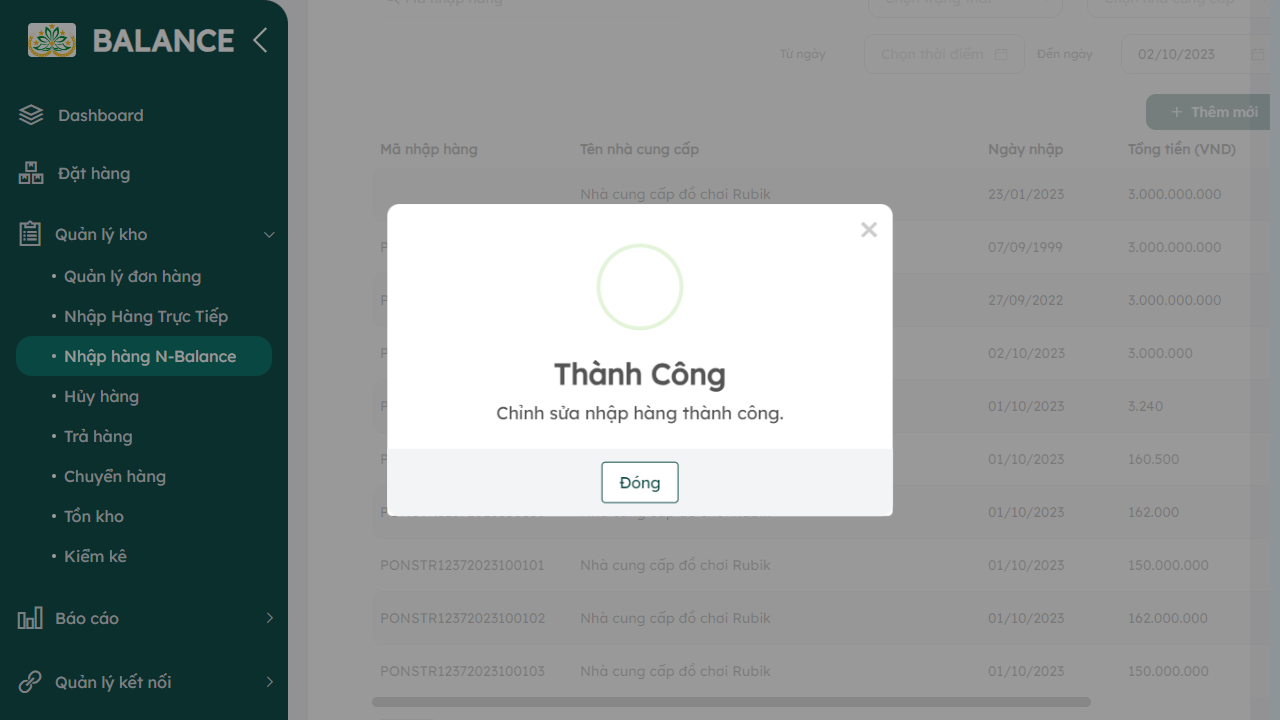 BALANCE
Dashboard
Đặt hàng
Quản lý kho
Quản lý đơn hàng
Nhập Hàng Trực Tiếp
Nhập hàng N-Balance
Hủy hàng
Trả hàng
Chuyển hàng
Tồn kho
Kiểm kê
Báo cáo
Quản lý kết nối
Mã nhập hàng
Từ ngày
Chọn thời điểm
Đến ngày
02/10/2023
+ Thêm mới
Mã nhập hàng Tên nhà cung cấp Ngày nhập Tổng tiền (VND)
Nhà cung cấp đồ chơi Rubik 23/01/2023 3.000.000.000
07/09/1999 3.000.000.000
27/09/2022 3.000.000.000
02/10/2023 3.000.000
01/10/2023 3.240
01/10/2023 160.500
01/10/2023 162.000
PONSTR12372023100101 Nhà cung cấp đồ chơi Rubik 01/10/2023 150.000.000
PONSTR12372023100102 Nhà cung cấp đồ chơi Rubik 01/10/2023 162.000.000
PONSTR12372023100103 Nhà cung cấp đồ chơi Rubik 01/10/2023 150.000.000
×
Thành Công
Chỉnh sửa nhập hàng thành công.
Đóng